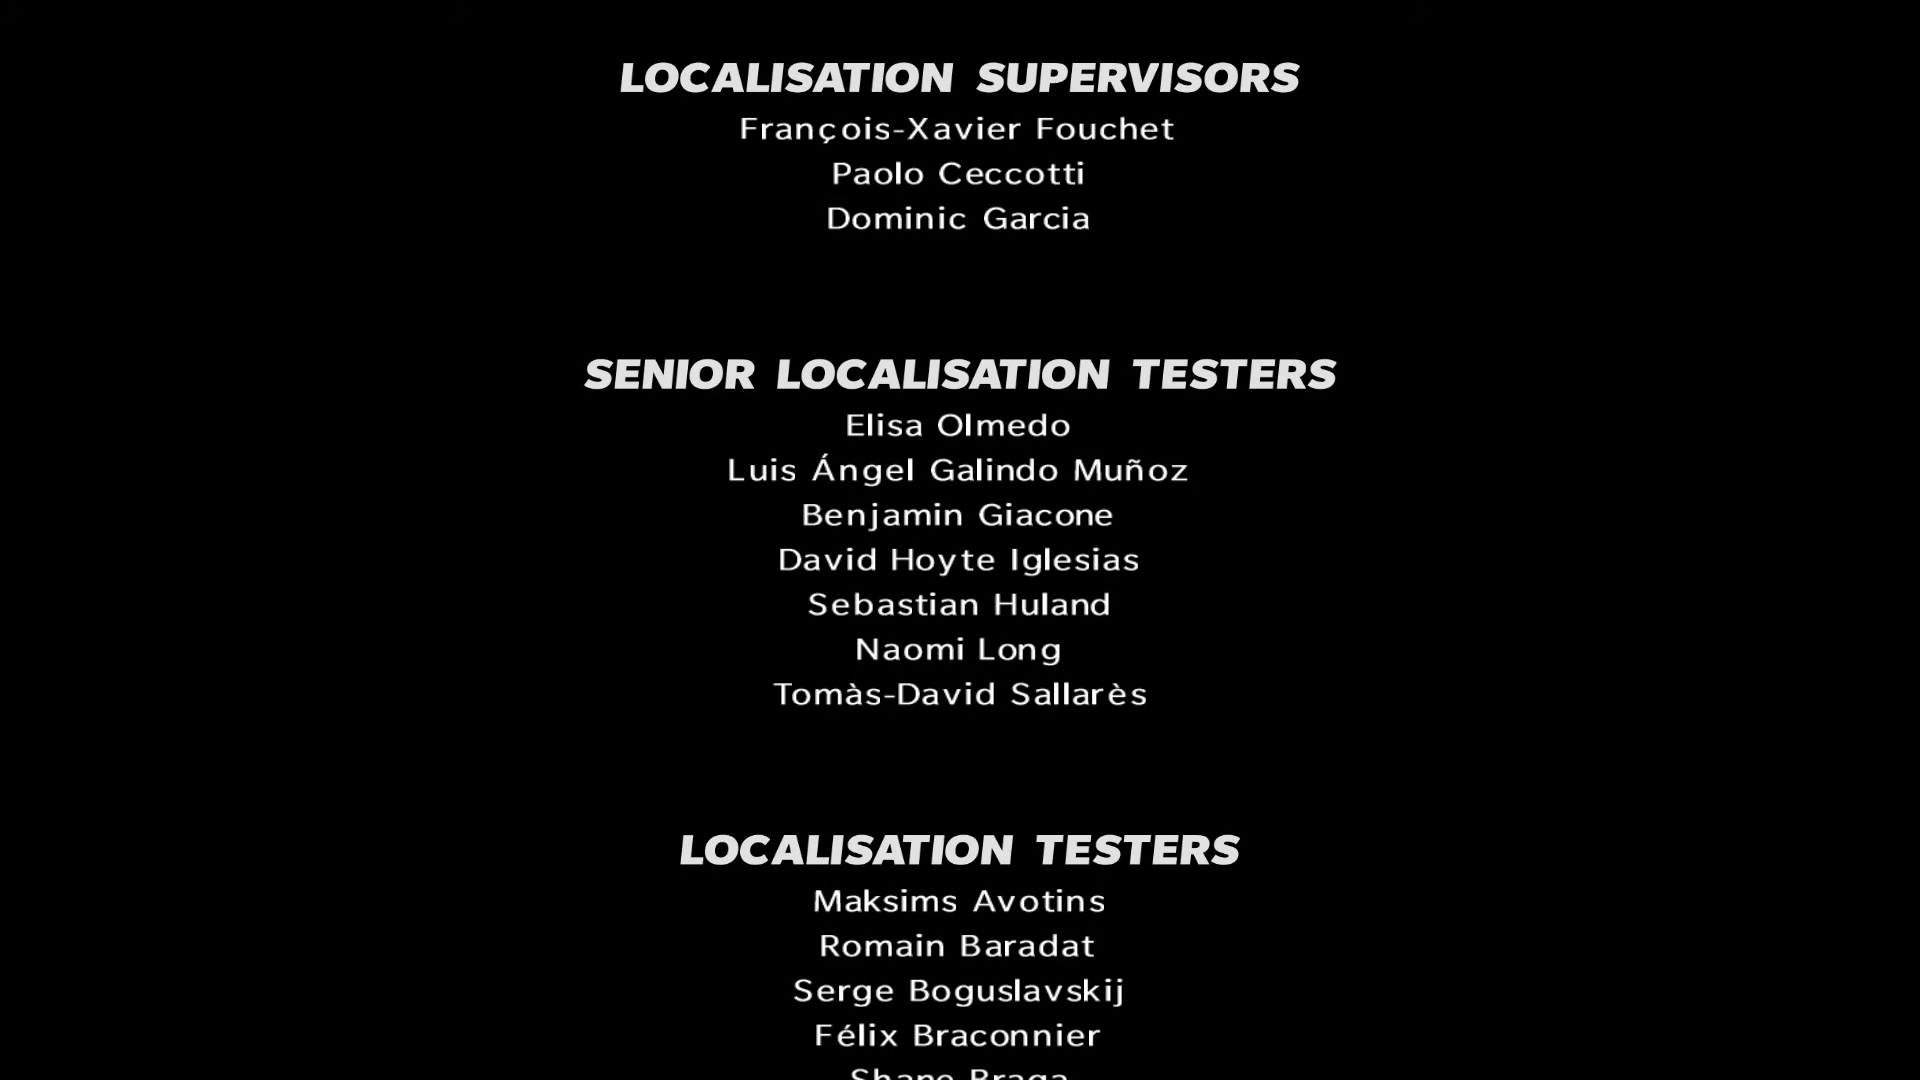 LOCALISATION SUPERVISORS
François-Xavier Fouchet
Paolo Ceccotti
Dominic Garcia
SENIOR LOCALISATION TESTERS
Elisa Olmedo
Luis Ángel Galindo Muñoz
Benjamin Giacone
David Hoyte Iglesias
Sebastian Huland
Naomi Long
Tomàs-David Sallarès
LOCALISATION TESTERS
Maksims Avotins
Romain Baradat
Serge Boguslavskij
Félix Braconnier
Shane Braga